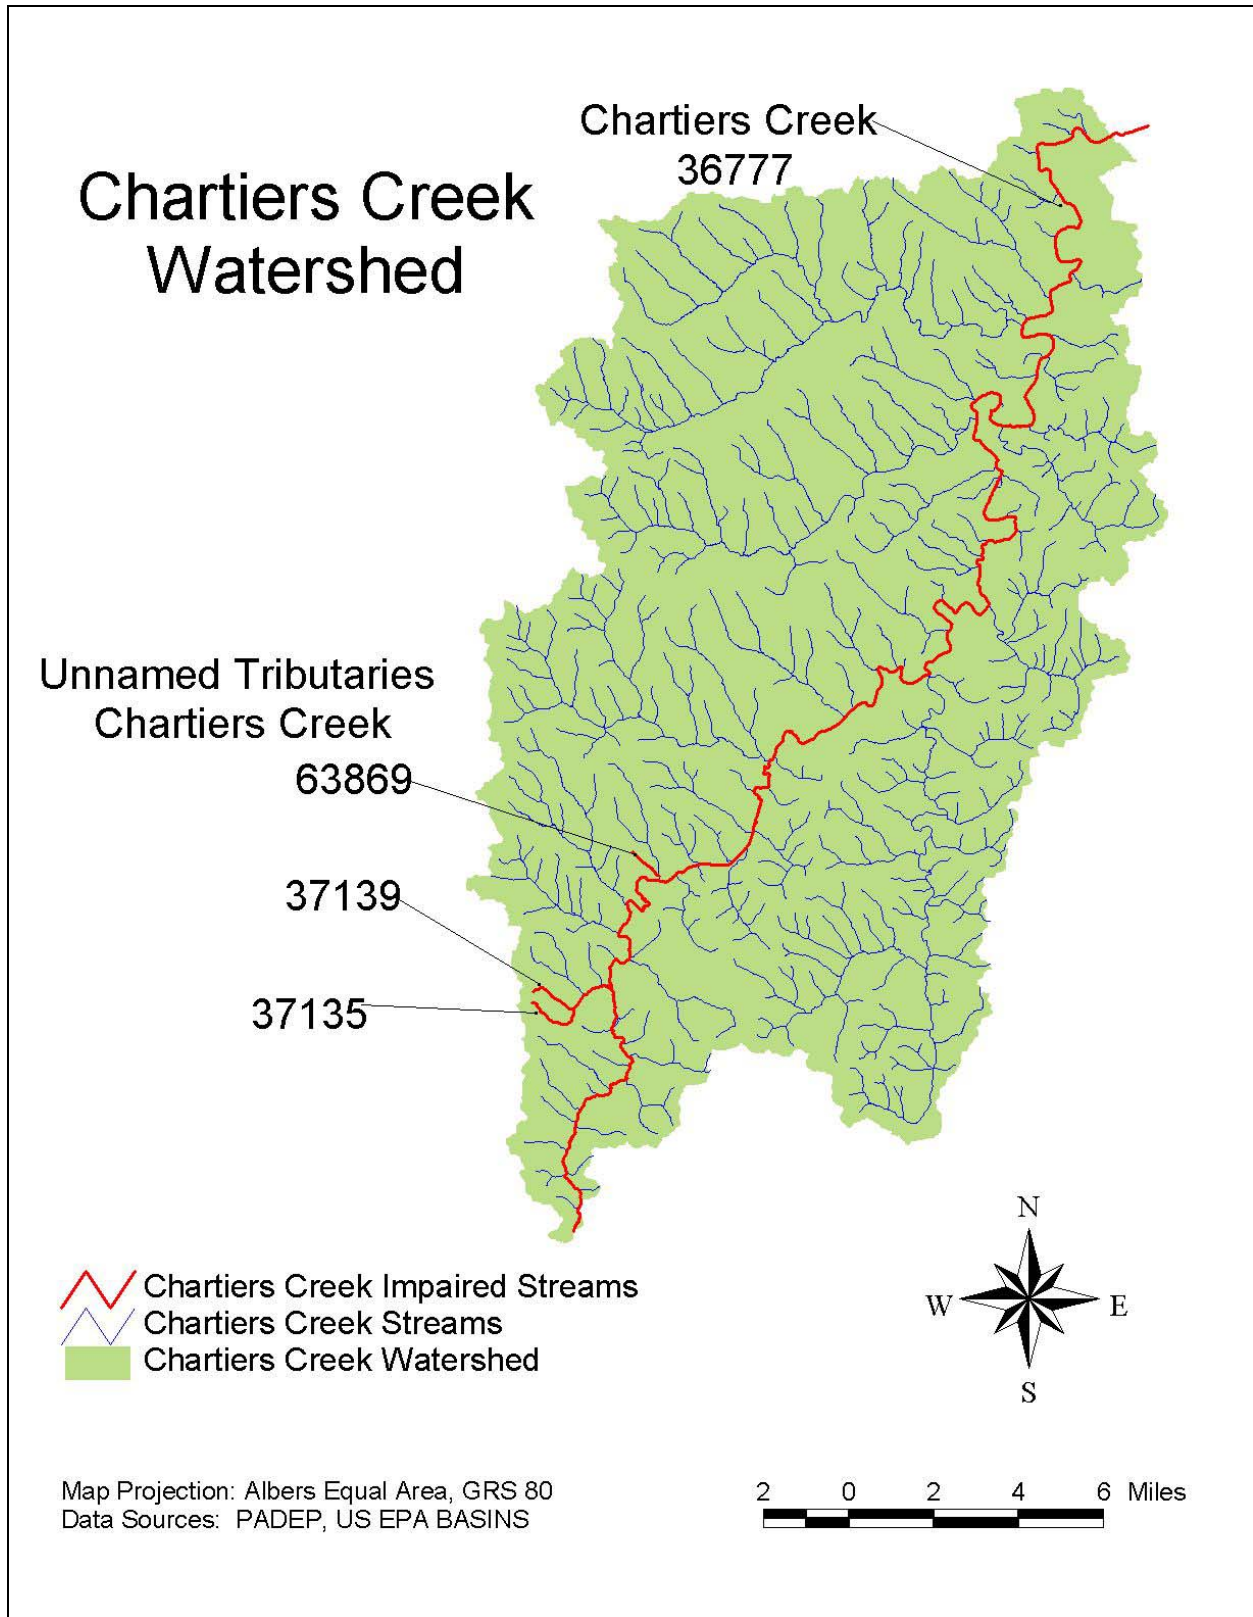 Chartiers Creek
36777
Chartiers Creek
Watershed
Unnamed Tributaries
Chartiers Creek
63869
37139
37135
N
W
E
S
Chartiers Creek Impaired Streams
Chartiers Creek Streams
Chartiers Creek Watershed
Map Projection: Albers Equal Area, GRS 80
Data Sources: PADEP, US EPA BASINS
2 0 2 4 6 Miles